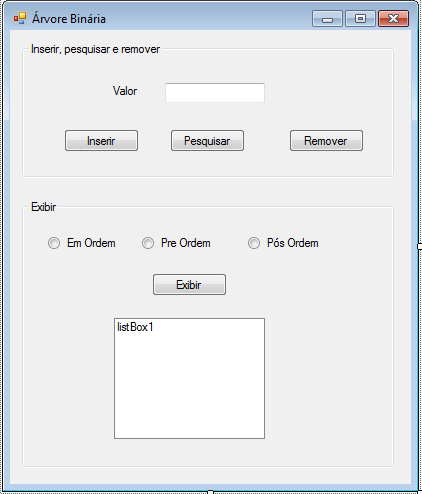 Árvore Binária
Inserir, pesquisar e remover
Valor
Inserir Pesquisar Remover
Exibir
Em Ordem Pre Ordem Pós Ordem
Exibir
listBox1